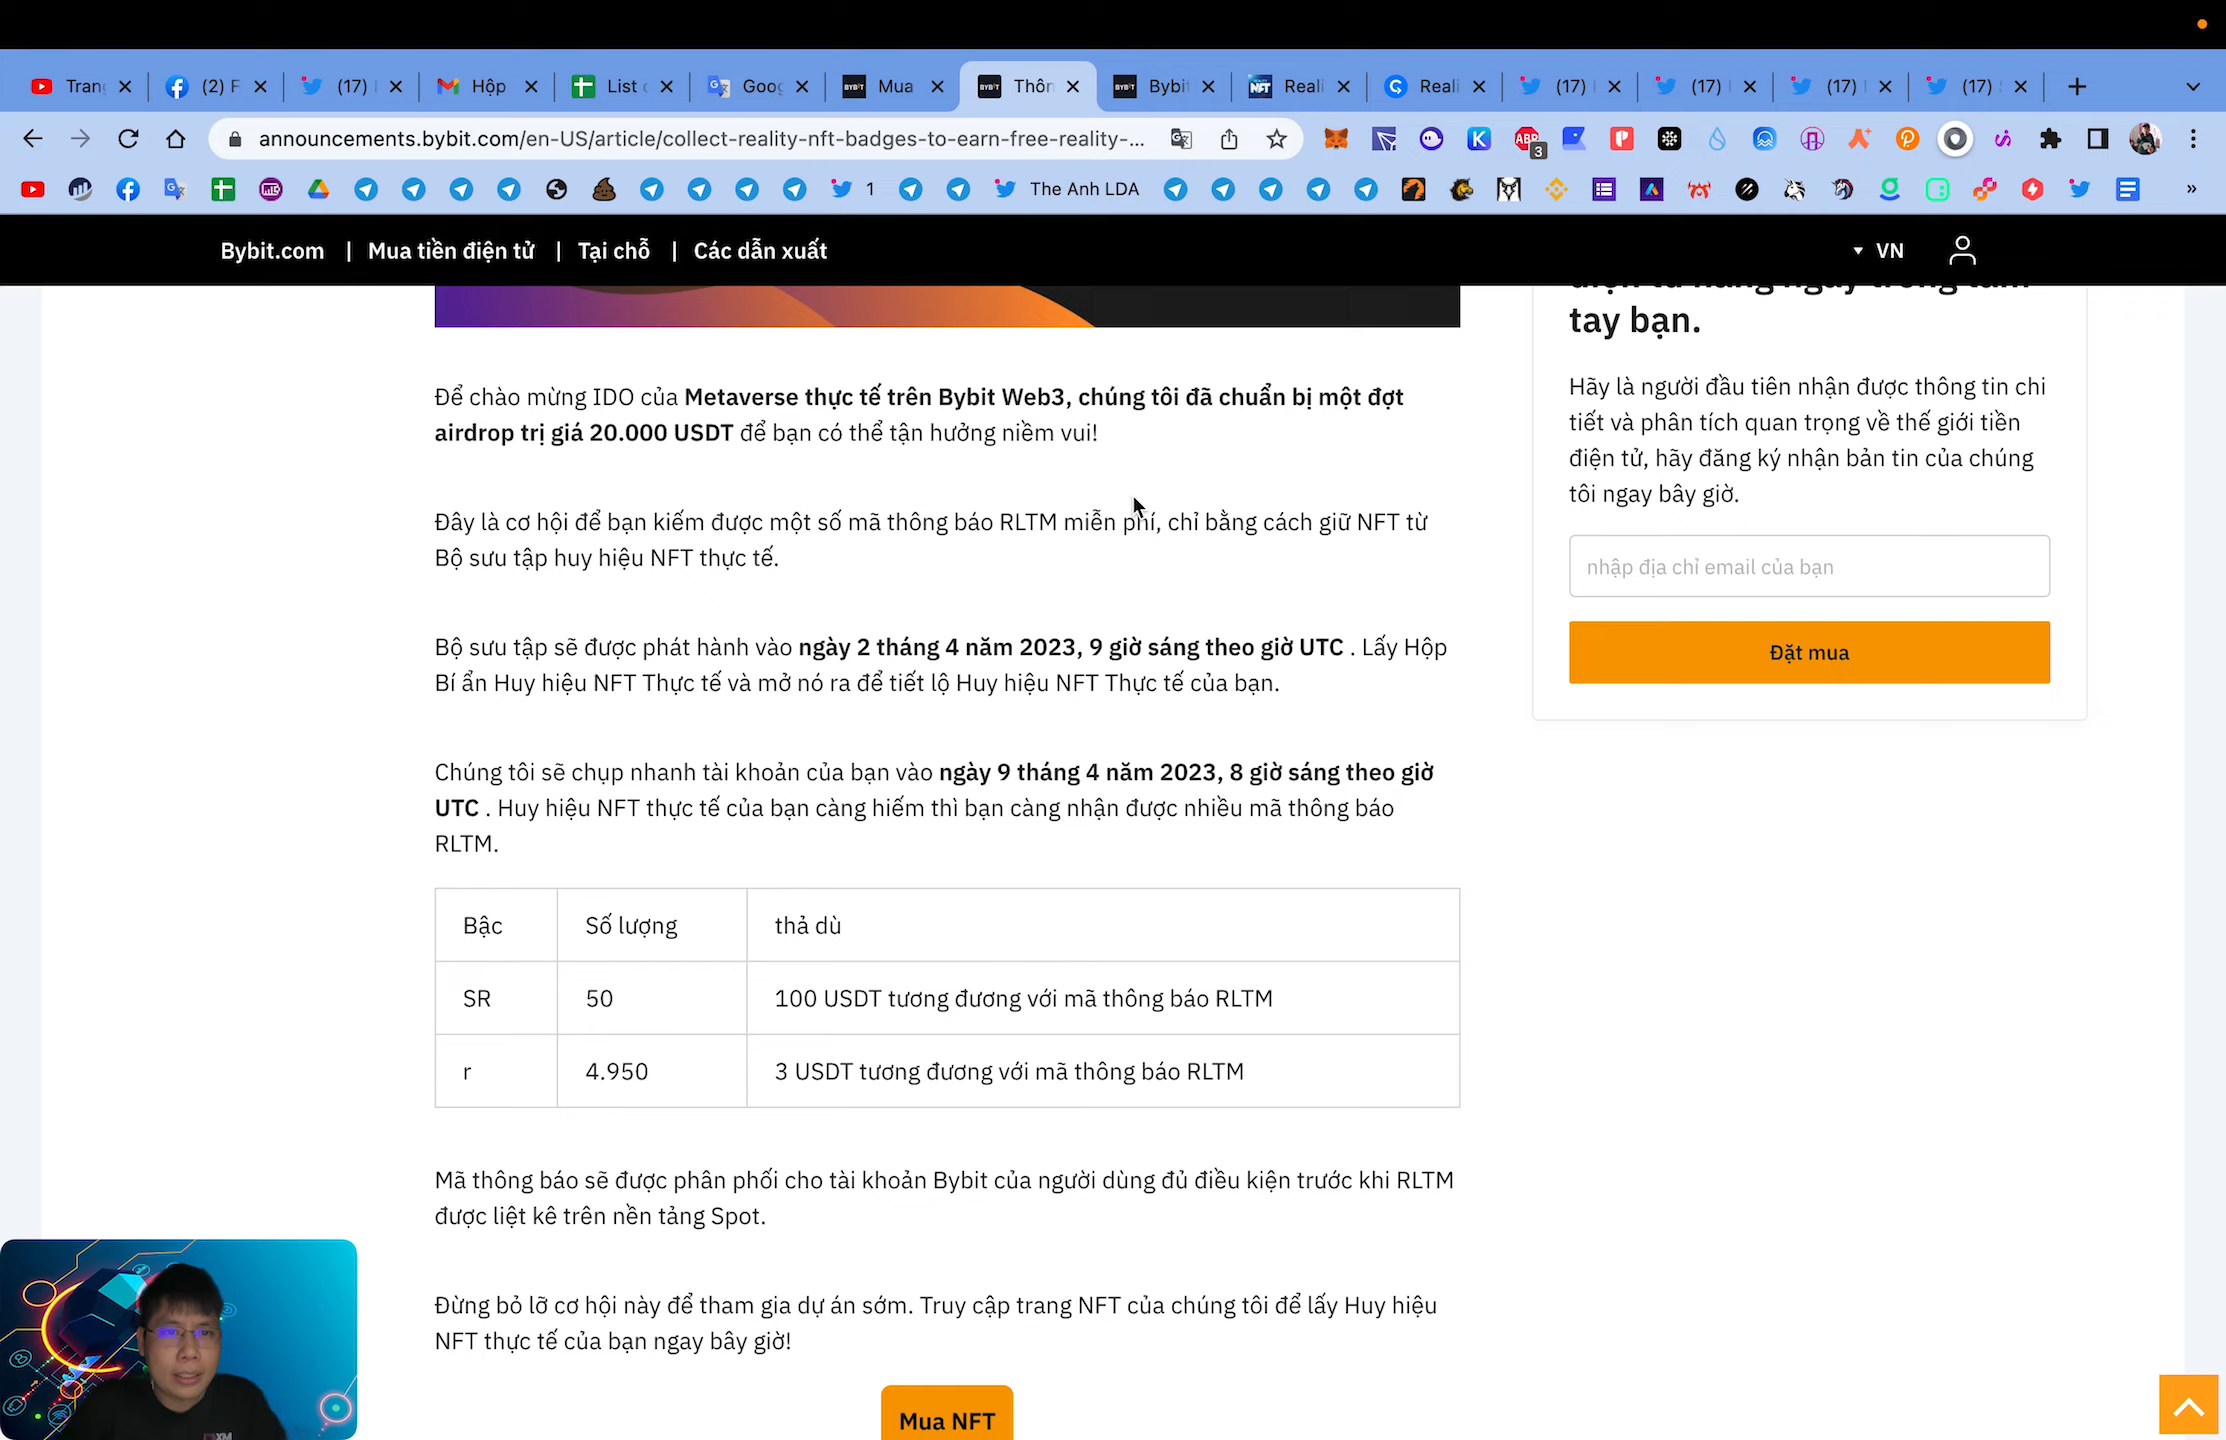 Tran
(2) F
(17)
Hộp
List
Goog
BYBIT
Mua
BYBIT
Thôn
BYBIT
Bybit
NFT
Reali
Reali
(17)
(17)
(17)
(17)
announcements.bybit.com/en-US/article/collect-reality-nft-badges-to-earn-free-reality-...
ABP
3
1
The Anh LDA
»
Bybit.com | Mua tiền điện tử | Tại chỗ | Các dẫn xuất
VN
Để chào mừng IDO của Metaverse thực tế trên Bybit Web3, chúng tôi đã chuẩn bị một đợt
airdrop trị giá 20.000 USDT để bạn có thể tận hưởng niềm vui!
Đây là cơ hội để bạn kiếm được một số mã thông báo RLTM miễn phí, chỉ bằng cách giữ NFT từ
Bộ sưu tập huy hiệu NFT thực tế.
Bộ sưu tập sẽ được phát hành vào ngày 2 tháng 4 năm 2023, 9 giờ sáng theo giờ UTC . Lấy Hộp
Bí ẩn Huy hiệu NFT Thực tế và mở nó ra để tiết lộ Huy hiệu NFT Thực tế của bạn.
Chúng tôi sẽ chụp nhanh tài khoản của bạn vào ngày 9 tháng 4 năm 2023, 8 giờ sáng theo giờ
UTC . Huy hiệu NFT thực tế của bạn càng hiếm thì bạn càng nhận được nhiều mã thông báo
RLTM.
Bậc Số lượng thả dù
SR 50 100 USDT tương đương với mã thông báo RLTM
r 4.950 3 USDT tương đương với mã thông báo RLTM
Mã thông báo sẽ được phân phối cho tài khoản Bybit của người dùng đủ điều kiện trước khi RLTM
được liệt kê trên nền tảng Spot.
Đừng bỏ lỡ cơ hội này để tham gia dự án sớm. Truy cập trang NFT của chúng tôi để lấy Huy hiệu
NFT thực tế của bạn ngay bây giờ!
Mua NFT
điện tử hàng ngày trong tầm
tay bạn.
Hãy là người đầu tiên nhận được thông tin chi
tiết và phân tích quan trọng về thế giới tiền
điện tử, hãy đăng ký nhận bản tin của chúng
tôi ngay bây giờ.
nhập địa chỉ email của bạn
Đặt mua
XM